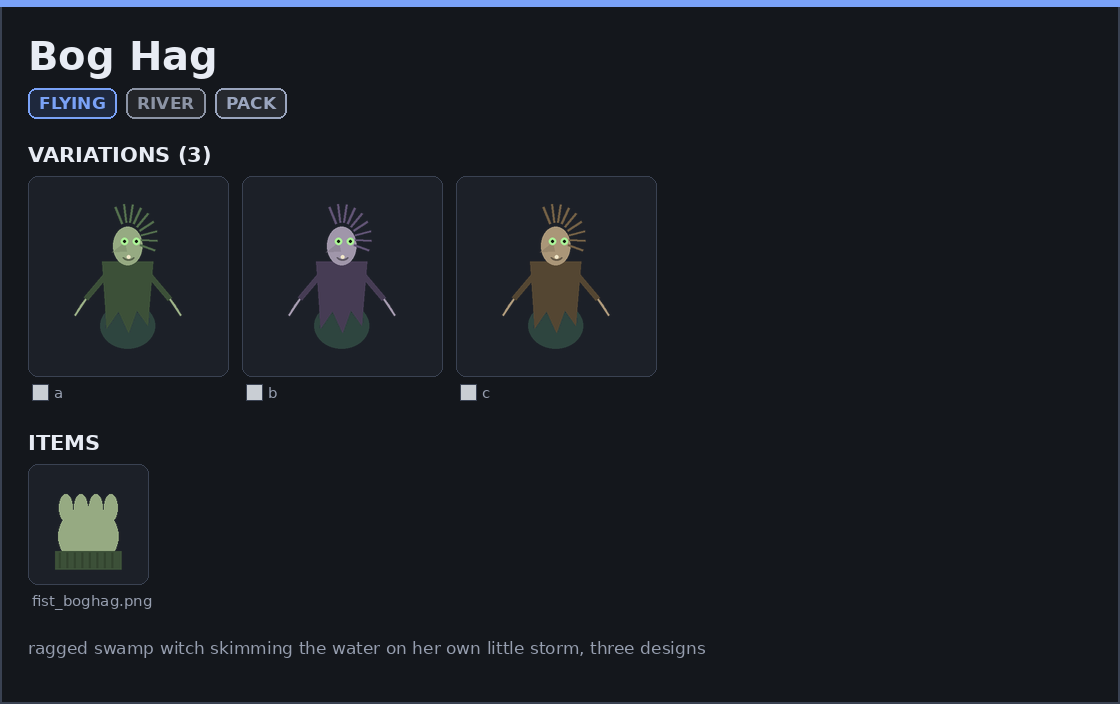 Bog Hag
FLYING RIVER PACK
VARIATIONS (3)
a b c
ITEMS
fist_boghag.png
ragged swamp witch skimming the water on her own little storm, three designs